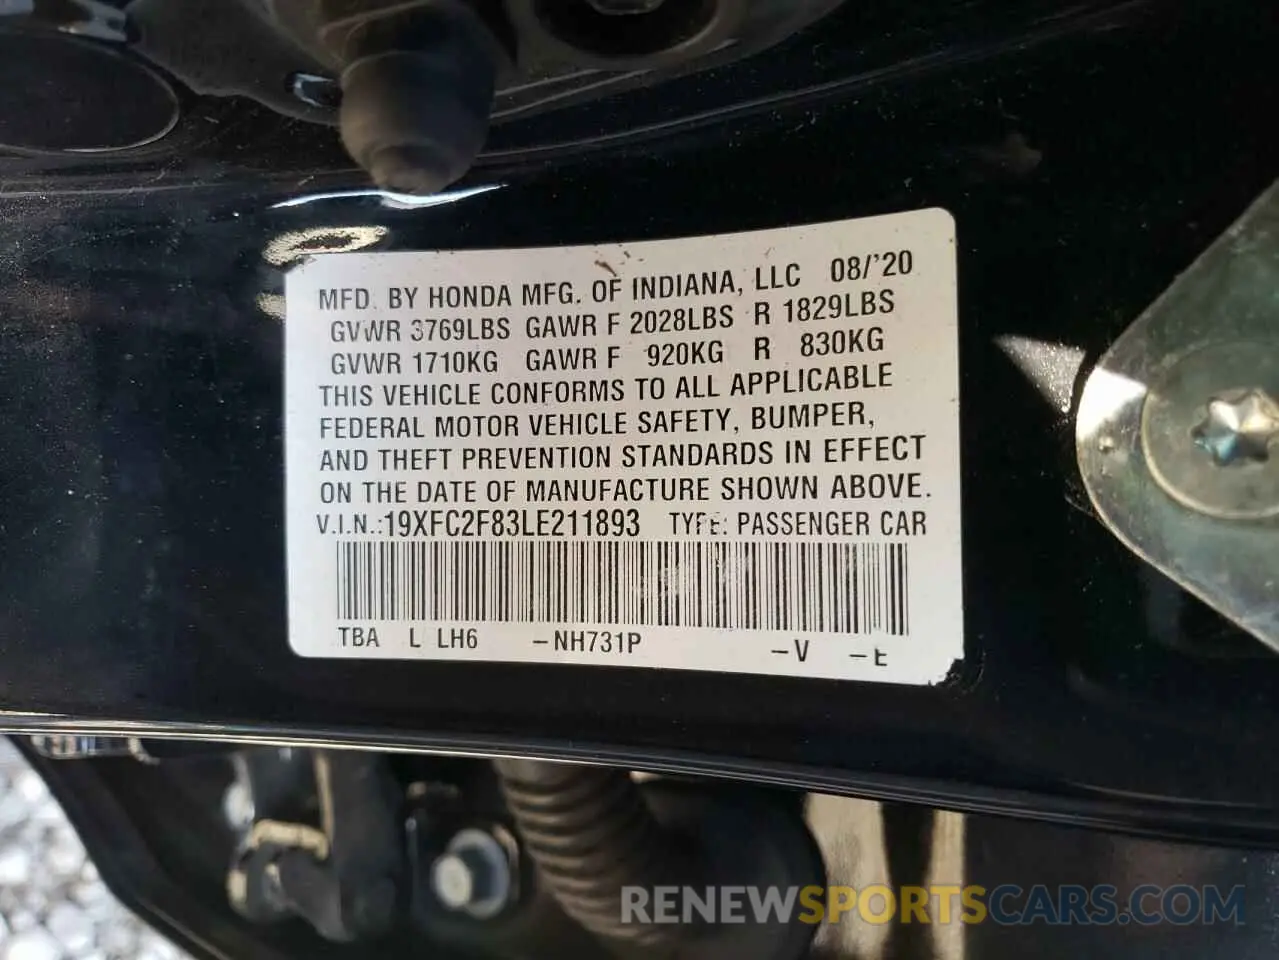 MFD. BY HONDA MFG. OF INDIANA, LLC 08/'20
GVWR 3769LBS GAWR F 2028LBS R 1829LBS
GVWR 1710KG GAWR F 920KG R 830KG
THIS VEHICLE CONFORMS TO ALL APPLICABLE
FEDERAL MOTOR VEHICLE SAFETY, BUMPER,
AND THEFT PREVENTION STANDARDS IN EFFECT
ON THE DATE OF MANUFACTURE SHOWN ABOVE.
V.I.N.:19XFC2F83LE211893 TYPE: PASSENGER CAR
TBA L LH6 –NH731P –V –E
RENEWSPORTSCARS.COM